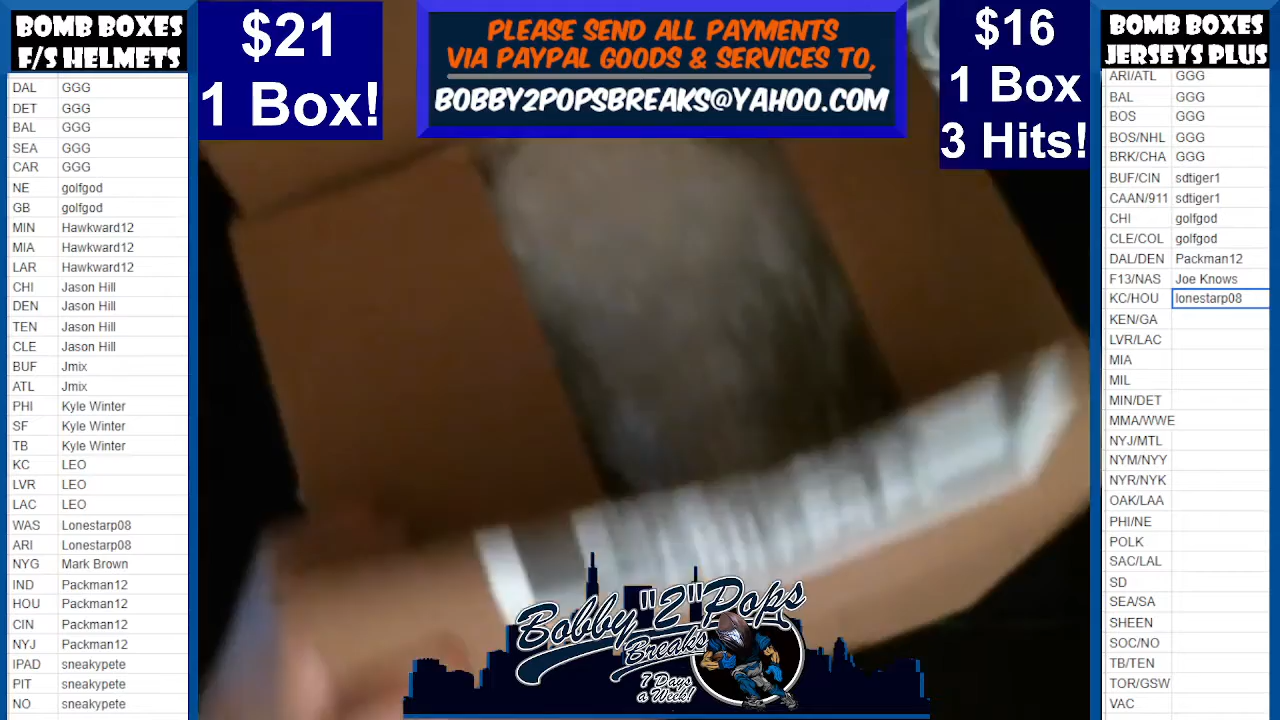 BOMB BOXES
F/S HELMETS
DAL GGG
DET GGG
BAL GGG
SEA GGG
CAR GGG
NE golfgod
GB golfgod
MIN Hawkward12
MIA Hawkward12
LAR Hawkward12
CHI Jason Hill
DEN Jason Hill
TEN Jason Hill
CLE Jason Hill
BUF Jmix
ATL Jmix
PHI Kyle Winter
SF Kyle Winter
TB Kyle Winter
KC LEO
LVR LEO
LAC LEO
WAS Lonestarp08
ARI Lonestarp08
NYG Mark Brown
IND Packman12
HOU Packman12
CIN Packman12
NYJ Packman12
IPAD sneakypete
PIT sneakypete
NO sneakypete
$21
1 Box!
PLEASE SEND ALL PAYMENTS
VIA PAYPAL GOODS & SERVICES TO,
BOBBY2POPSBREAKS@YAHOO.COM
Bobby "2" Pops
Breaks
7 Days
a Week!
$16
1 Box
3 Hits!
BOMB BOXES
JERSEYS PLUS
ARI/ATL GGG
BAL GGG
BOS GGG
BOS/NHL GGG
BRK/CHA GGG
BUF/CIN sdtiger1
CAAN/911 sdtiger1
CHI golfgod
CLE/COL golfgod
DAL/DEN Packman12
F13/NAS Joe Knows
KC/HOU lonestarp08
KEN/GA
LVR/LAC
MIA
MIL
MIN/DET
MMA/WWE
NYJ/MTL
NYM/NYY
NYR/NYK
OAK/LAA
PHI/NE
POLK
SAC/LAL
SD
SEA/SA
SHEEN
SOC/NO
TB/TEN
TOR/GSW
VAC